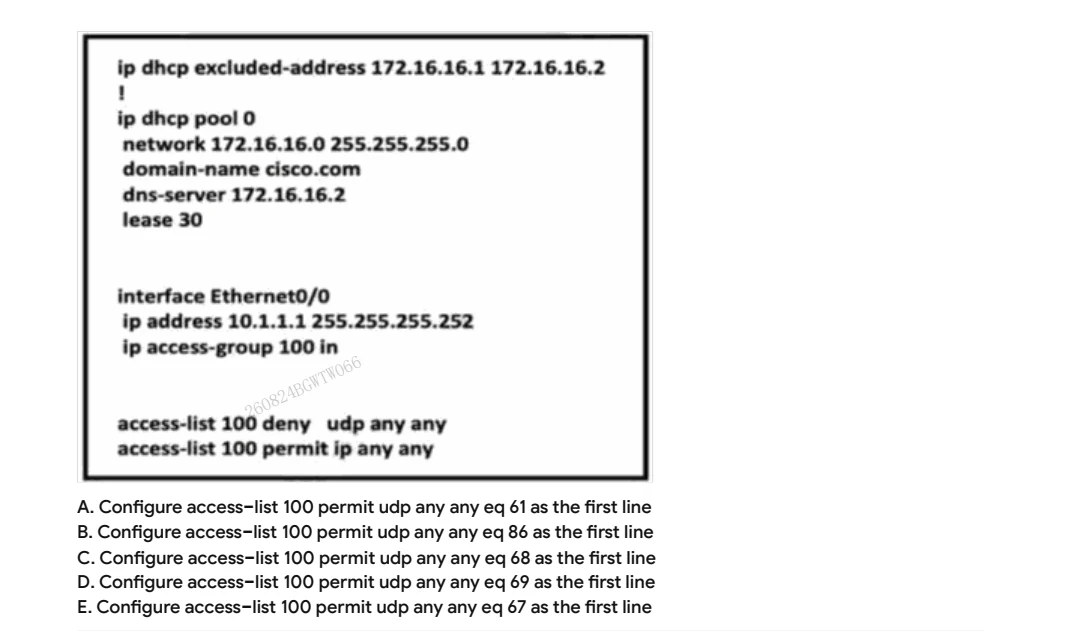 ip dhcp excluded-address 172.16.16.1 172.16.16.2
!
ip dhcp pool 0
network 172.16.16.0 255.255.255.0
domain-name cisco.com
dns-server 172.16.16.2
lease 30
interface Ethernet0/0
ip address 10.1.1.1 255.255.255.252
ip access-group 100 in
260824BGWTW066
access-list 100 deny udp any any
access-list 100 permit ip any any
A. Configure access-list 100 permit udp any any eq 61 as the first line
B. Configure access-list 100 permit udp any any eq 86 as the first line
C. Configure access-list 100 permit udp any any eq 68 as the first line
D. Configure access-list 100 permit udp any any eq 69 as the first line
E. Configure access-list 100 permit udp any any eq 67 as the first line